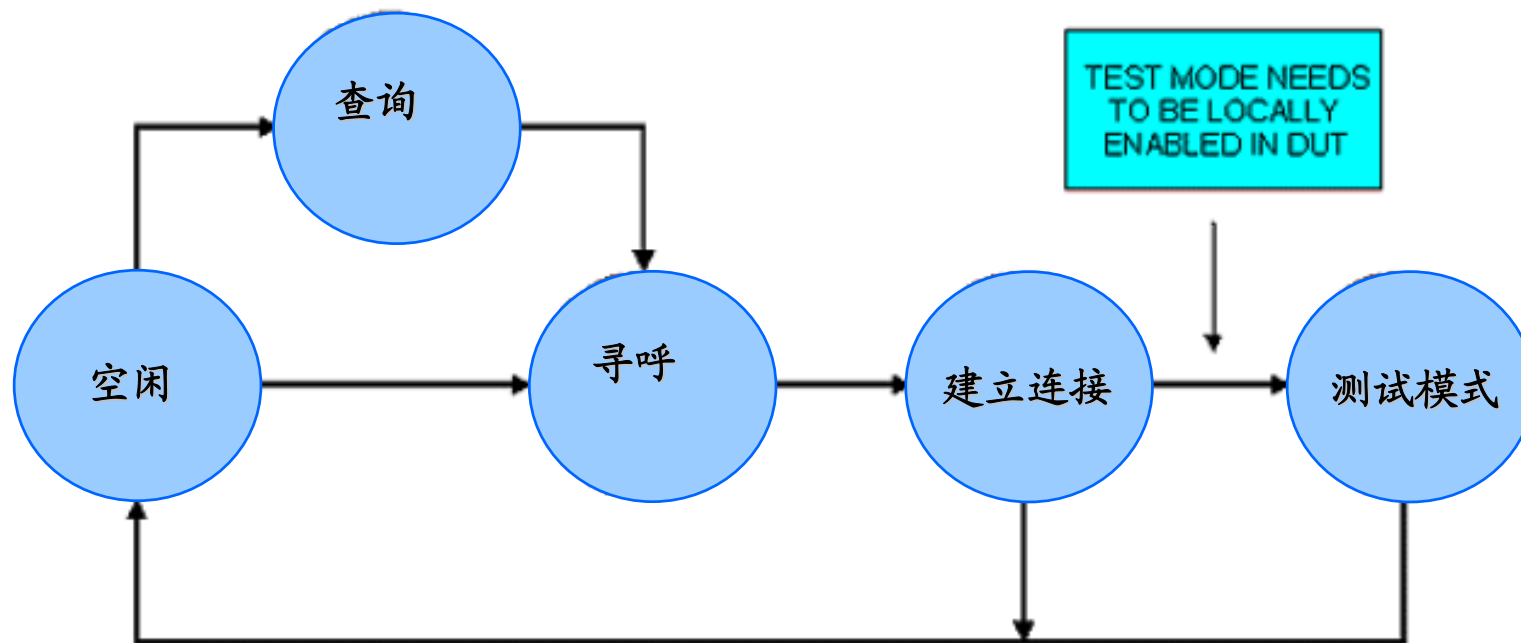 查询
TEST MODE NEEDS
TO BE LOCALLY
ENABLED IN DUT
空闲
寻呼
建立连接
测试模式